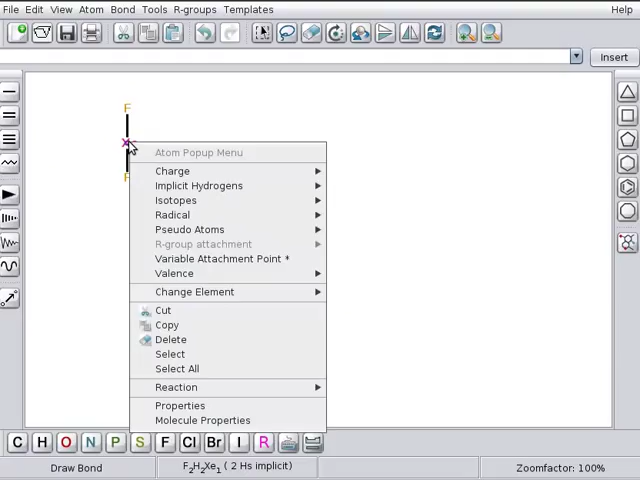 File Edit View Atom Bond Tools R-groups Templates Help
Insert
F
Atom Popup Menu
Charge
Implicit Hydrogens
Isotopes
Radical
Pseudo Atoms
R-group attachment
Variable Attachment Point *
Valence
Change Element
Cut
Copy
Delete
Select
Select All
Reaction
Properties
Molecule Properties
C H O N P S F Cl Br I R
Draw Bond F₂H₂Xe₁ ( 2 Hs implicit) Zoomfactor: 100%